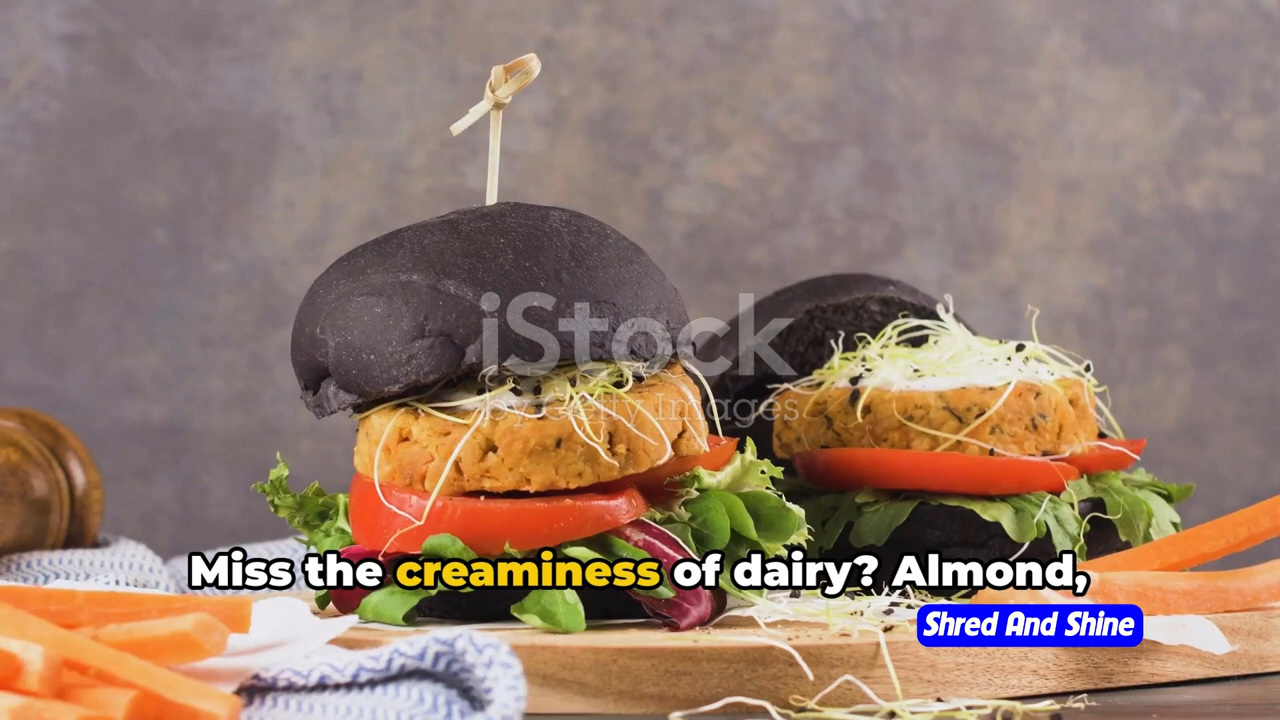 iStock
by Getty Images
Miss the creaminess of dairy? Almond,
Shred And Shine